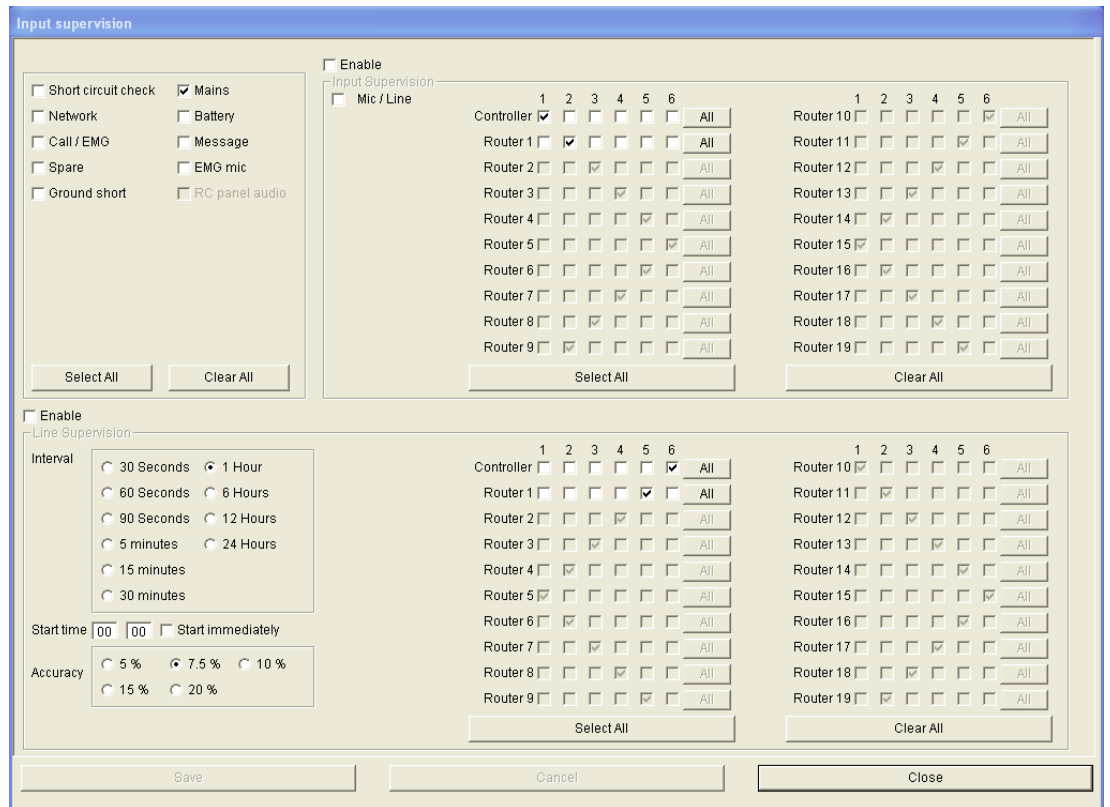 Input supervision
Short circuit check Mains
Network Battery
Call / EMG Message
Spare EMG mic
Ground short RC panel audio
Select All Clear All
Enable
Input Supervision
Mic / Line
1 2 3 4 5 6
Controller All
Router 1 All
Router 2 All
Router 3 All
Router 4 All
Router 5 All
Router 6 All
Router 7 All
Router 8 All
Router 9 All
Select All
1 2 3 4 5 6
Router 10 All
Router 11 All
Router 12 All
Router 13 All
Router 14 All
Router 15 All
Router 16 All
Router 17 All
Router 18 All
Router 19 All
Clear All
Enable
Line Supervision
Interval
30 Seconds 1 Hour
60 Seconds 6 Hours
90 Seconds 12 Hours
5 minutes 24 Hours
15 minutes
30 minutes
Start time 00 00 Start immediately
Accuracy
5 % 7.5 % 10 %
15 % 20 %
1 2 3 4 5 6
Controller All
Router 1 All
Router 2 All
Router 3 All
Router 4 All
Router 5 All
Router 6 All
Router 7 All
Router 8 All
Router 9 All
Select All
1 2 3 4 5 6
Router 10 All
Router 11 All
Router 12 All
Router 13 All
Router 14 All
Router 15 All
Router 16 All
Router 17 All
Router 18 All
Router 19 All
Clear All
Save Cancel Close